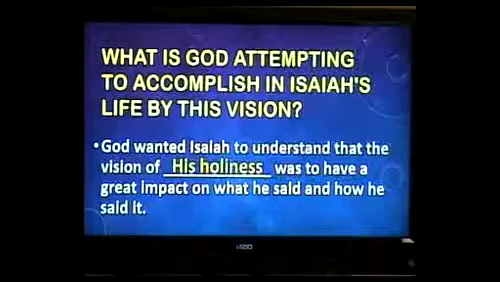 WHAT IS GOD ATTEMPTING
TO ACCOMPLISH IN ISAIAH'S
LIFE BY THIS VISION?
•God wanted Isaiah to understand that the
vision of His holiness was to have a
great impact on what he said and how he
said it.
VIZIO